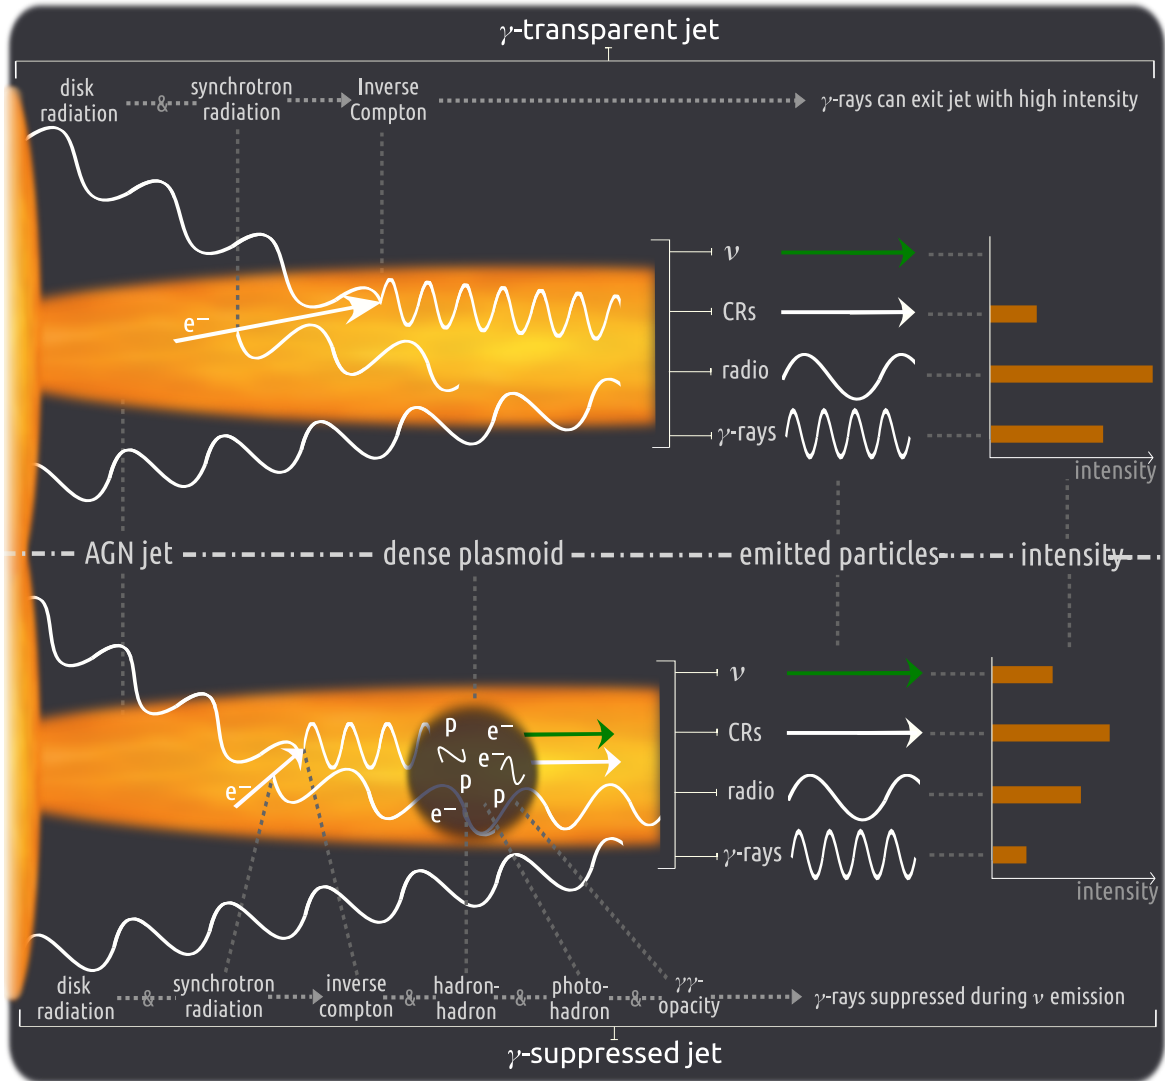 γ-transparent jet
disk
radiation
&
synchrotron
radiation
Inverse
Compton
γ-rays can exit jet with high intensity
e⁻
ν
CRs
radio
γ-rays
intensity
AGN jet
dense plasmoid
emitted particles
intensity
e⁻
p
e⁻
e⁻
p
p
e⁻
ν
CRs
radio
γ-rays
intensity
disk
radiation
&
synchrotron
radiation
inverse
compton
&
hadron-
hadron
&
photo-
hadron
&
γγ-
opacity
γ-rays suppressed during ν emission
γ-suppressed jet